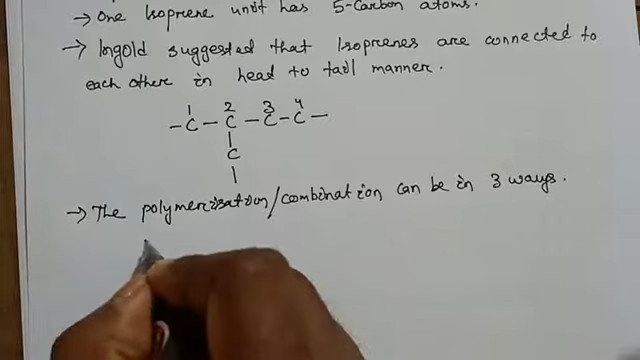 → One Isoprene unit has 5-Carbon atoms.
→ Ingold suggested that Isoprenes are connected to
each other in head to tail manner.
1 2 3 4
- C - C - C - C -
|
C
|
→ The polymerisation/combination can be in 3 ways.